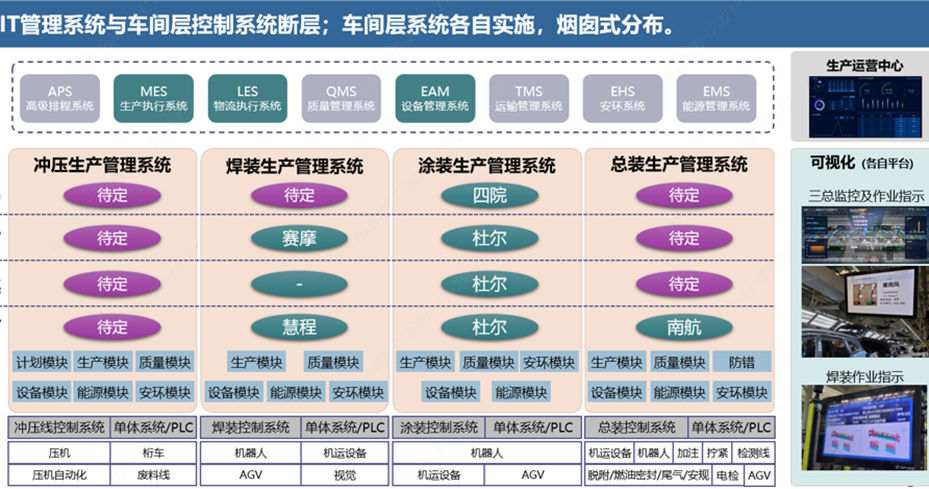 IT管理系统与车间层控制系统断层；车间层系统各自实施，烟囱式分布。
APS
高级排程系统
MES
生产执行系统
LES
物流执行系统
QMS
质量管理系统
EAM
设备管理系统
TMS
运输管理系统
EHS
安环系统
EMS
能源管理系统
生产运营中心
冲压生产管理系统
焊装生产管理系统
涂装生产管理系统
总装生产管理系统
可视化（各自平台）
待定
待定
四院
待定
三总监控及作业指示
待定
赛摩
杜尔
待定
待定
-
杜尔
待定
待定
慧程
杜尔
南航
计划模块 生产模块 质量模块
生产模块 质量模块
生产模块 质量模块 安环模块
生产模块 质量模块 防错
焊装作业指示
设备模块 能源模块 安环模块
设备模块 能源模块 安环模块
设备模块 能源模块
设备模块 能源模块 安环模块
冲压线控制系统 单体系统/PLC
焊装控制系统 单体系统/PLC
涂装控制系统 单体系统/PLC
总装控制系统 单体系统/PLC
压机 桁车
机器人 机运设备
机器人
机运设备 机器人 加注 拧紧 检测线
压机自动化 废料线
AGV 视觉
机运设备 AGV
脱附/燃油密封/尾气/安规 电检 AGV